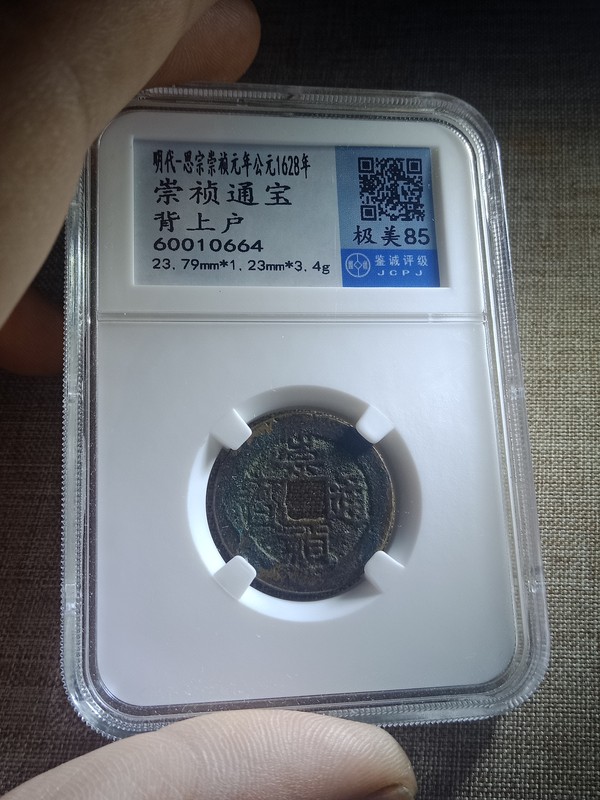 明代-思宗崇祯元年公元1628年
崇祯通宝
背上户
60010664
23.79mm*1.23mm*3.4g
极美85
鉴诚评级
JCPJ
崇
通
祯